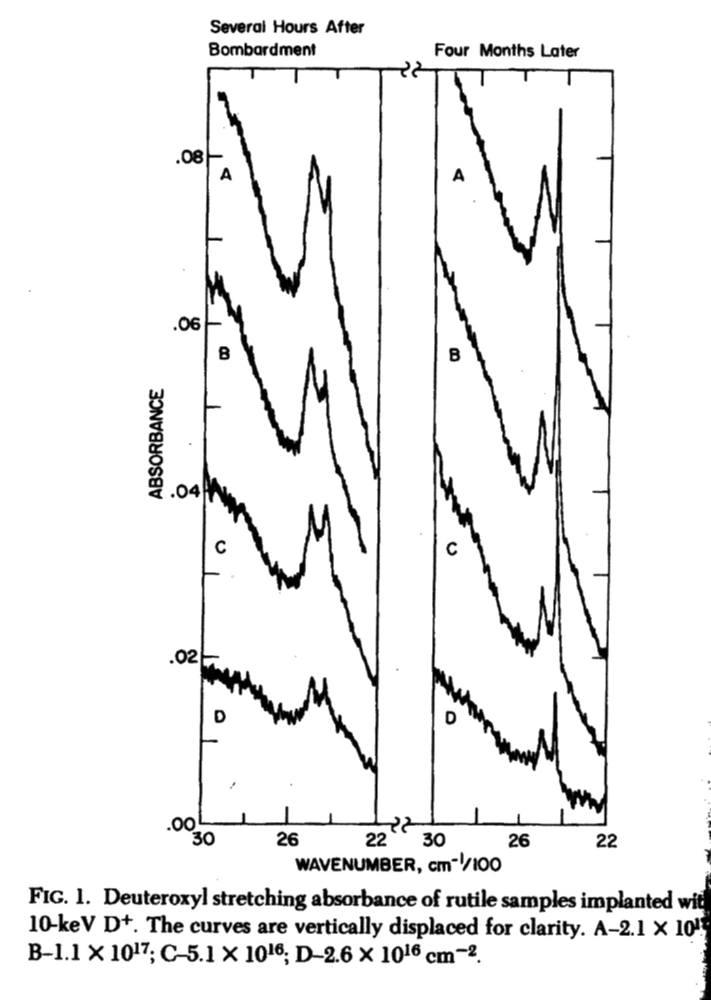 Several Hours After
Bombardment
Four Months Later
.08
.06
.04
.02
.00
ABSORBANCE
A
B
C
D
A
B
C
D
30 26 22 30 26 22
WAVENUMBER, cm⁻¹/100
FIG. 1. Deuteroxyl stretching absorbance of rutile samples implanted
10-keV D⁺. The curves are vertically displaced for clarity. A–2.1 ×
B–1.1 × 10¹⁷; C–5.1 × 10¹⁶; D–2.6 × 10¹⁶ cm⁻².